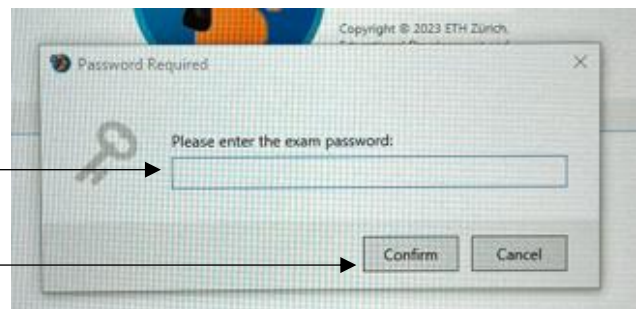 Copyright © 2023 ETH Zürich,
Password Required
Please enter the exam password:
Confirm
Cancel